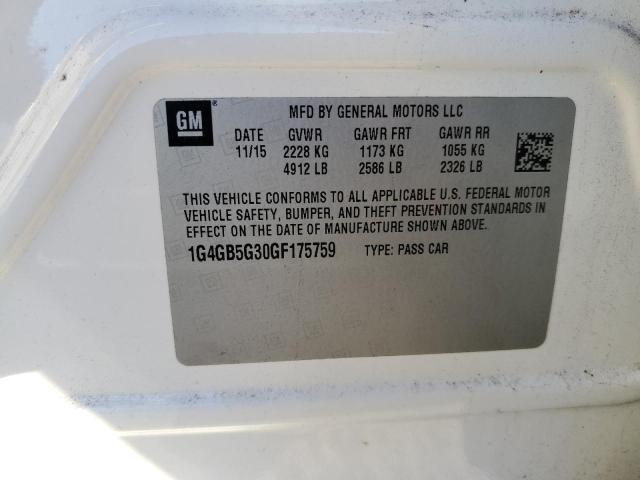 GM
MFD BY GENERAL MOTORS LLC
DATE GVWR GAWR FRT GAWR RR
11/15 2228 KG 1173 KG 1055 KG
4912 LB 2586 LB 2326 LB
THIS VEHICLE CONFORMS TO ALL APPLICABLE U.S. FEDERAL MOTOR
VEHICLE SAFETY, BUMPER, AND THEFT PREVENTION STANDARDS IN
EFFECT ON THE DATE OF MANUFACTURE SHOWN ABOVE.
1G4GB5G30GF175759 TYPE: PASS CAR